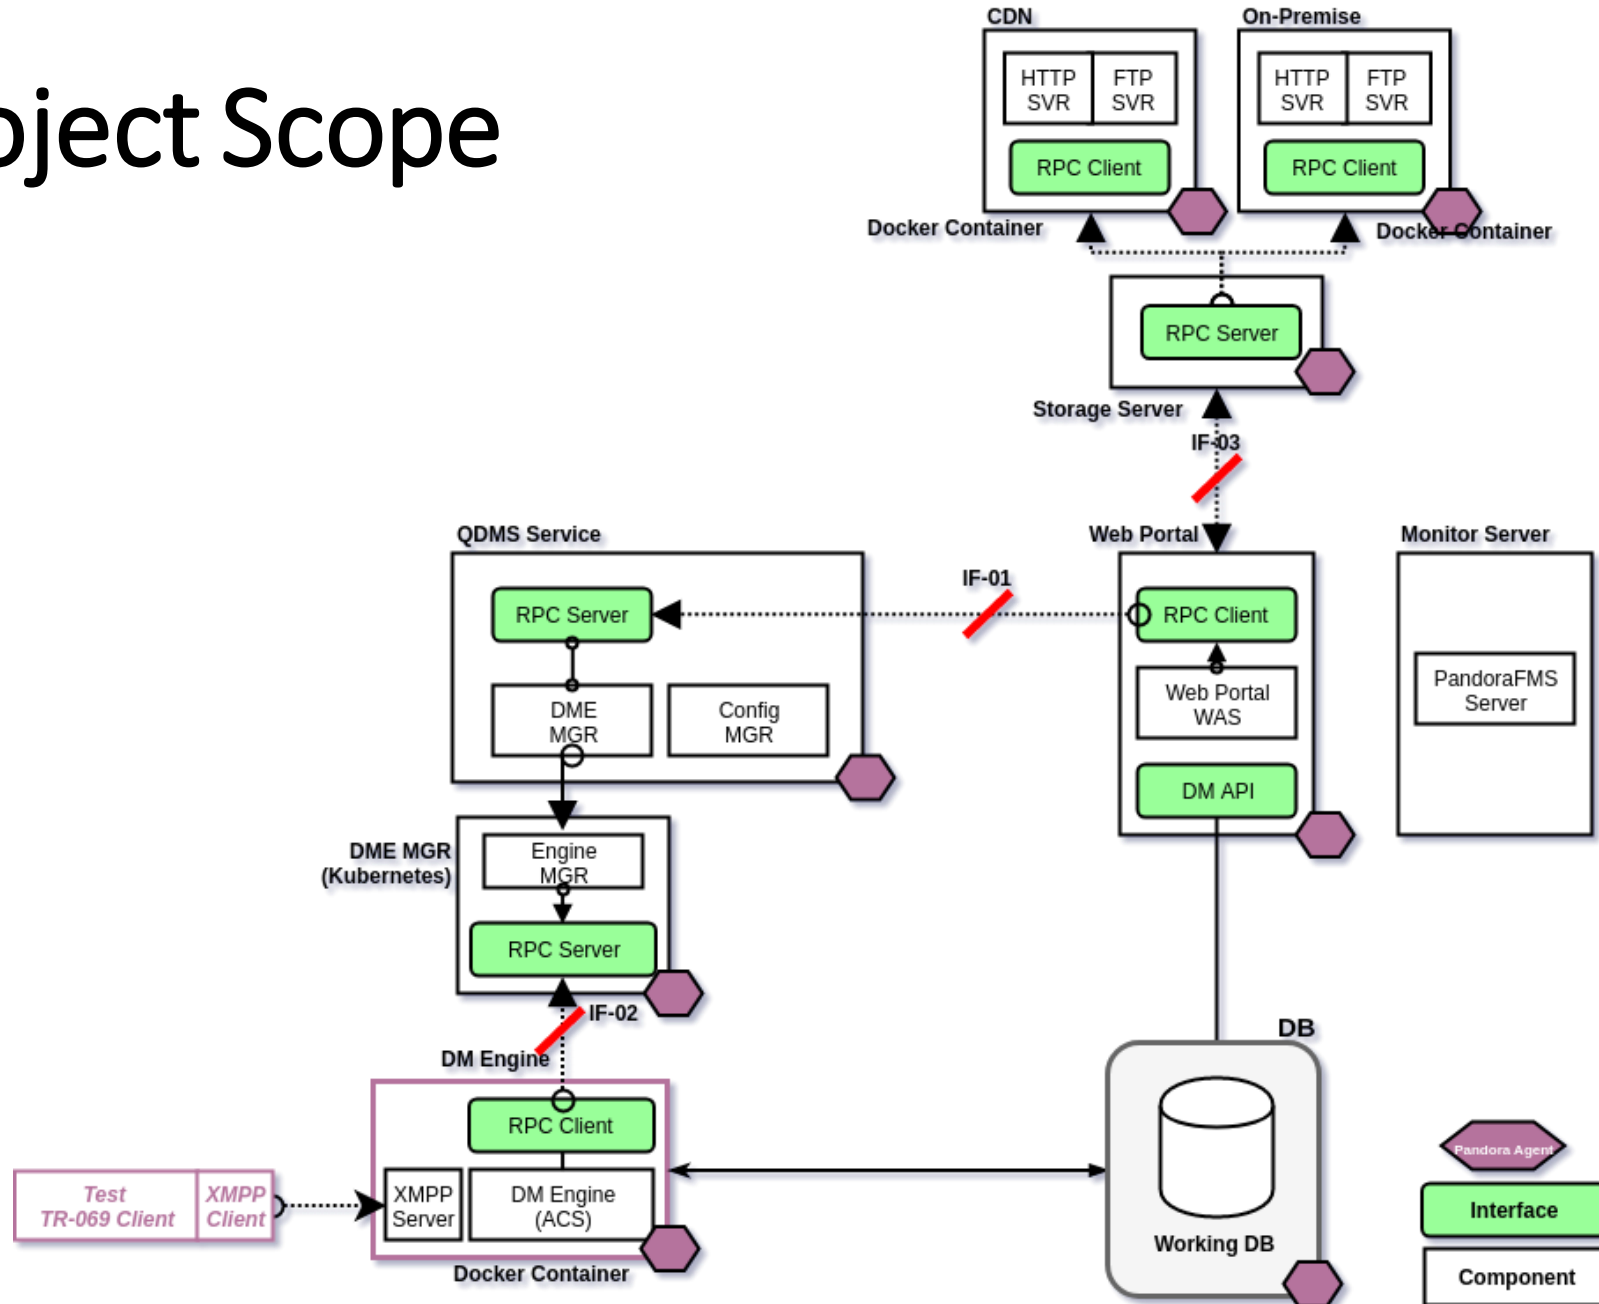 oject Scope
CDN
On-Premise
HTTP
SVR
FTP
SVR
HTTP
SVR
FTP
SVR
RPC Client
RPC Client
Docker Container
Docker Container
RPC Server
Storage Server
IF-03
QDMS Service
Web Portal
Monitor Server
IF-01
RPC Server
RPC Client
DME
MGR
Config
MGR
Web Portal
WAS
PandoraFMS
Server
DM API
DME MGR
(Kubernetes)
Engine
MGR
RPC Server
IF-02
DM Engine
DB
RPC Client
Test
TR-069 Client
XMPP
Client
XMPP
Server
DM Engine
(ACS)
Docker Container
Working DB
Pandora Agent
Interface
Component